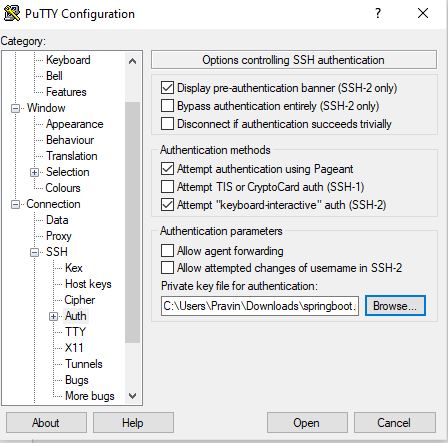 PuTTY Configuration
?
Category:
Keyboard
Bell
Features
Window
Appearance
Behaviour
Translation
Selection
Colours
Connection
Data
Proxy
SSH
Kex
Host keys
Cipher
Auth
TTY
X11
Tunnels
Bugs
More bugs
Options controlling SSH authentication
Display pre-authentication banner (SSH-2 only)
Bypass authentication entirely (SSH-2 only)
Disconnect if authentication succeeds trivially
Authentication methods
Attempt authentication using Pageant
Attempt TIS or CryptoCard auth (SSH-1)
Attempt "keyboard-interactive" auth (SSH-2)
Authentication parameters
Allow agent forwarding
Allow attempted changes of username in SSH-2
Private key file for authentication:
C:\Users\Pravin\Downloads\springboot. Browse...
About Help Open Cancel